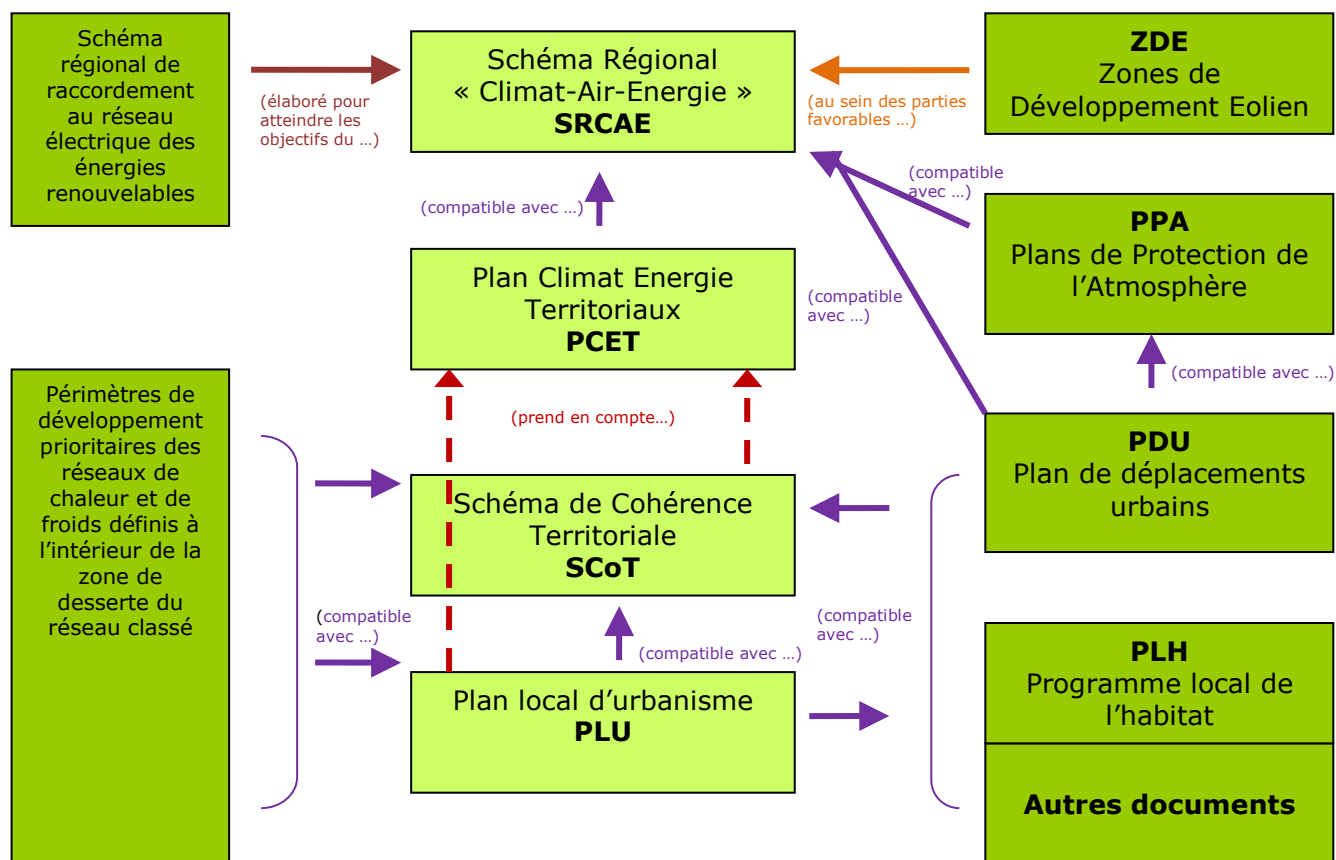 Schéma
régional de
raccordement
au réseau
électrique des
énergies
renouvelables
(élaboré pour
atteindre les
objectifs du …)
Schéma Régional
« Climat-Air-Energie »
SRCAE
(au sein des parties
favorables …)
ZDE
Zones de
Développement Eolien
(compatible avec …)
(compatible
avec …)
PPA
Plans de Protection de
l’Atmosphère
Plan Climat Energie
Territoriaux
PCET
(compatible
avec …)
(compatible avec …)
Périmètres de
développement
prioritaires des
réseaux de
chaleur et de
froids définis à
l’intérieur de la
zone de
desserte du
réseau classé
(prend en compte…)
PDU
Plan de déplacements
urbains
Schéma de Cohérence
Territoriale
SCoT
(compatible
avec …)
(compatible avec …)
(compatible
avec …)
Plan local d’urbanisme
PLU
PLH
Programme local de
l’habitat
Autres documents